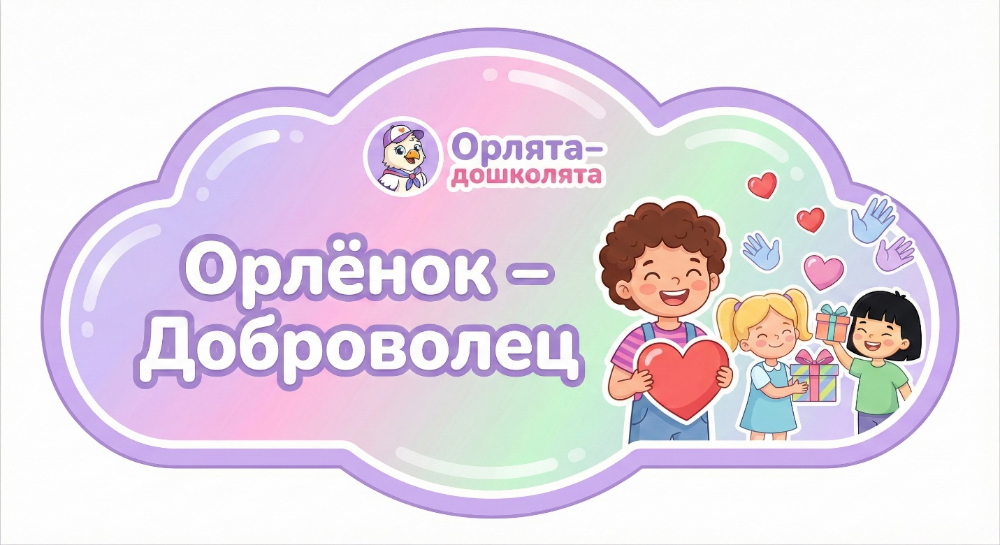 Орлята–
дошколята
Орлёнок –
Доброволец